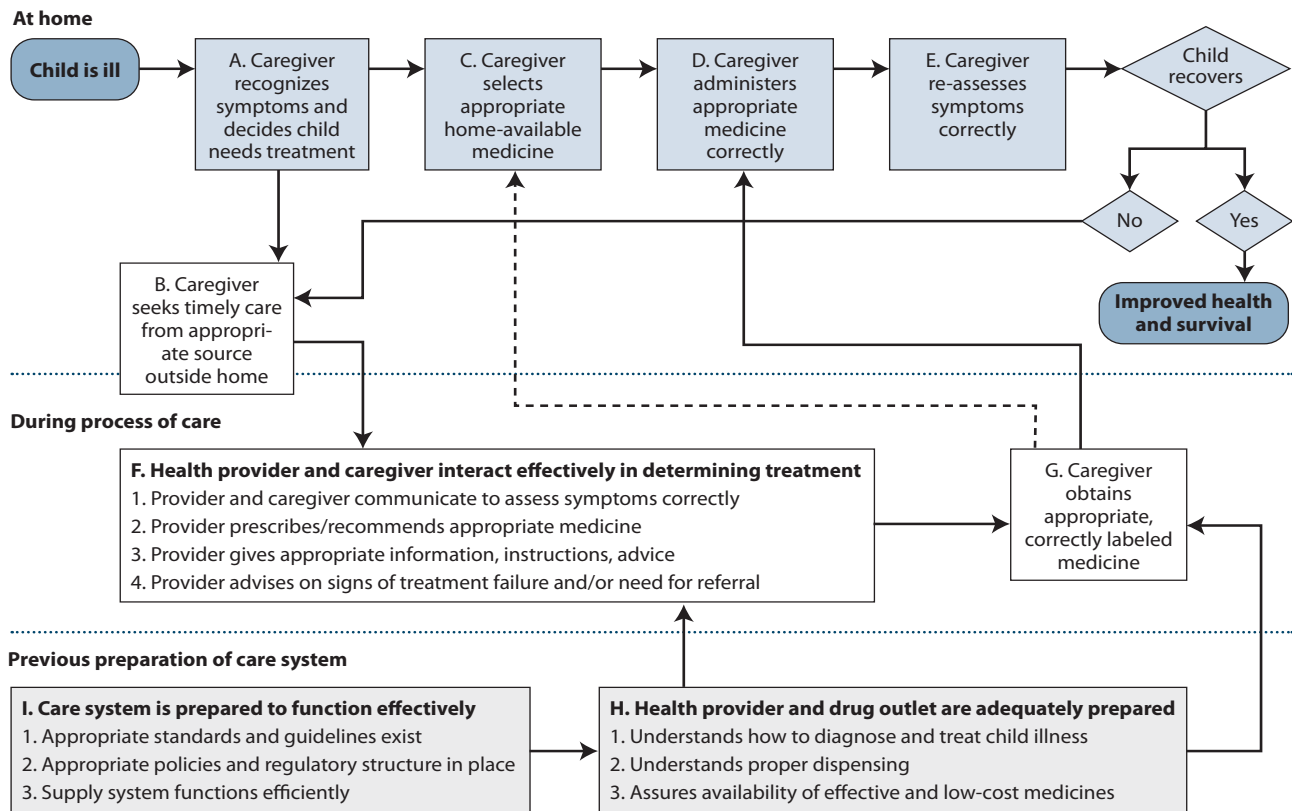 At home
Child is ill
A. Caregiver
recognizes
symptoms and
decides child
needs treatment
C. Caregiver
selects
appropriate
home-available
medicine
D. Caregiver
administers
appropriate
medicine
correctly
E. Caregiver
re-assesses
symptoms
correctly
Child
recovers
No
Yes
B. Caregiver
seeks timely care
from appropri-
ate source
outside home
Improved health
and survival
During process of care
F. Health provider and caregiver interact effectively in determining treatment
1. Provider and caregiver communicate to assess symptoms correctly
2. Provider prescribes/recommends appropriate medicine
3. Provider gives appropriate information, instructions, advice
4. Provider advises on signs of treatment failure and/or need for referral
G. Caregiver
obtains
appropriate,
correctly labeled
medicine
Previous preparation of care system
I. Care system is prepared to function effectively
1. Appropriate standards and guidelines exist
2. Appropriate policies and regulatory structure in place
3. Supply system functions efficiently
H. Health provider and drug outlet are adequately prepared
1. Understands how to diagnose and treat child illness
2. Understands proper dispensing
3. Assures availability of effective and low-cost medicines